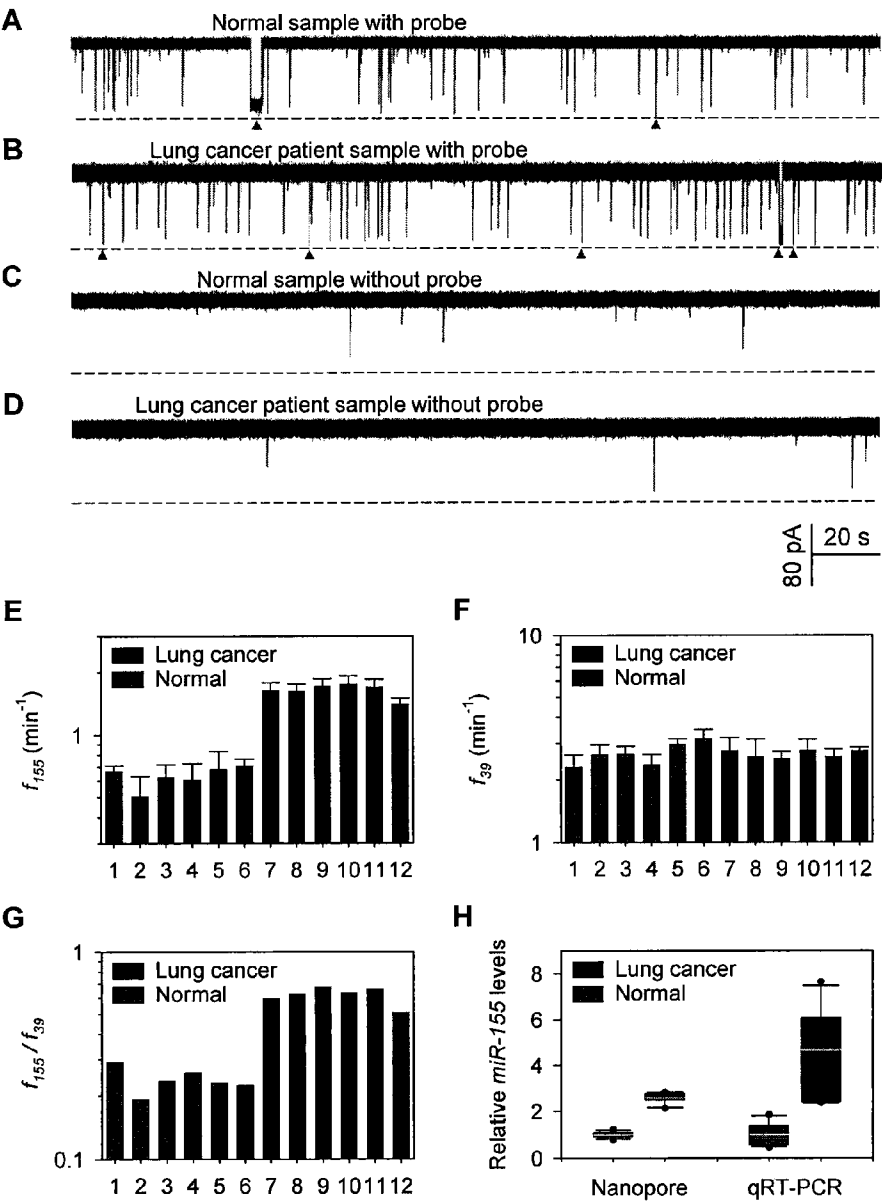 A
Normal sample with probe
B
Lung cancer patient sample with probe
C
Normal sample without probe
D
Lung cancer patient sample without probe
80 pA
20 s
E
Lung cancer
Normal
f155 (min-1)
1
1 2 3 4 5 6 7 8 9 10 11 12
F
Lung cancer
Normal
f39 (min-1)
10
1
1 2 3 4 5 6 7 8 9 10 11 12
G
Lung cancer
Normal
f155 / f39
1
0.1
1 2 3 4 5 6 7 8 9 10 11 12
H
Lung cancer
Normal
Relative miR-155 levels
8
6
4
2
0
Nanopore qRT-PCR